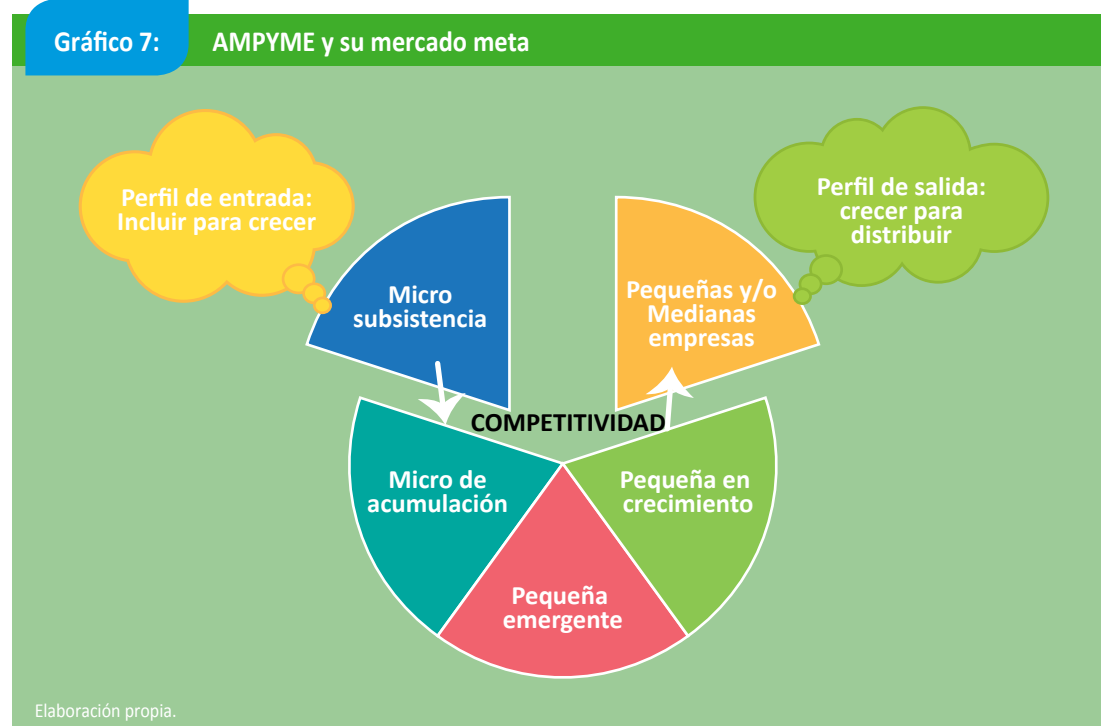 Gráfico 7:
AMPYME y su mercado meta
Perfil de entrada:
Incluir para crecer
Perfil de salida:
crecer para
distribuir
Micro
subsistencia
Pequeñas y/o
Medianas
empresas
COMPETITIVIDAD
Micro de
acumulación
Pequeña en
crecimiento
Pequeña
emergente
Elaboración propia.